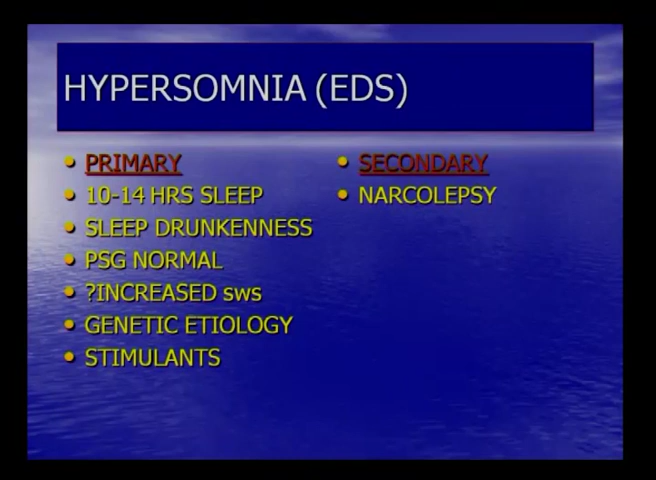 HYPERSOMNIA (EDS)
• PRIMARY
• 10-14 HRS SLEEP
• SLEEP DRUNKENNESS
• PSG NORMAL
• ?INCREASED sws
• GENETIC ETIOLOGY
• STIMULANTS
• SECONDARY
• NARCOLEPSY